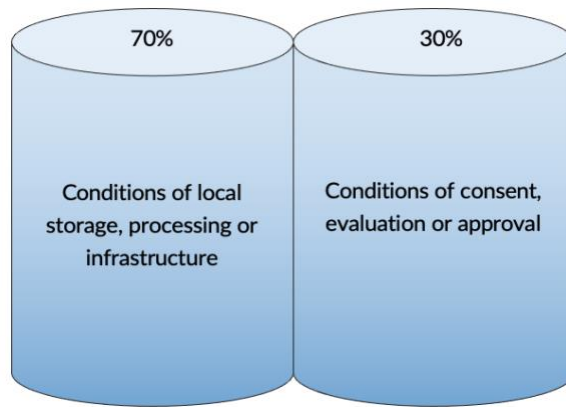 70%
Conditions of local
storage, processing or
infrastructure
30%
Conditions of consent,
evaluation or approval